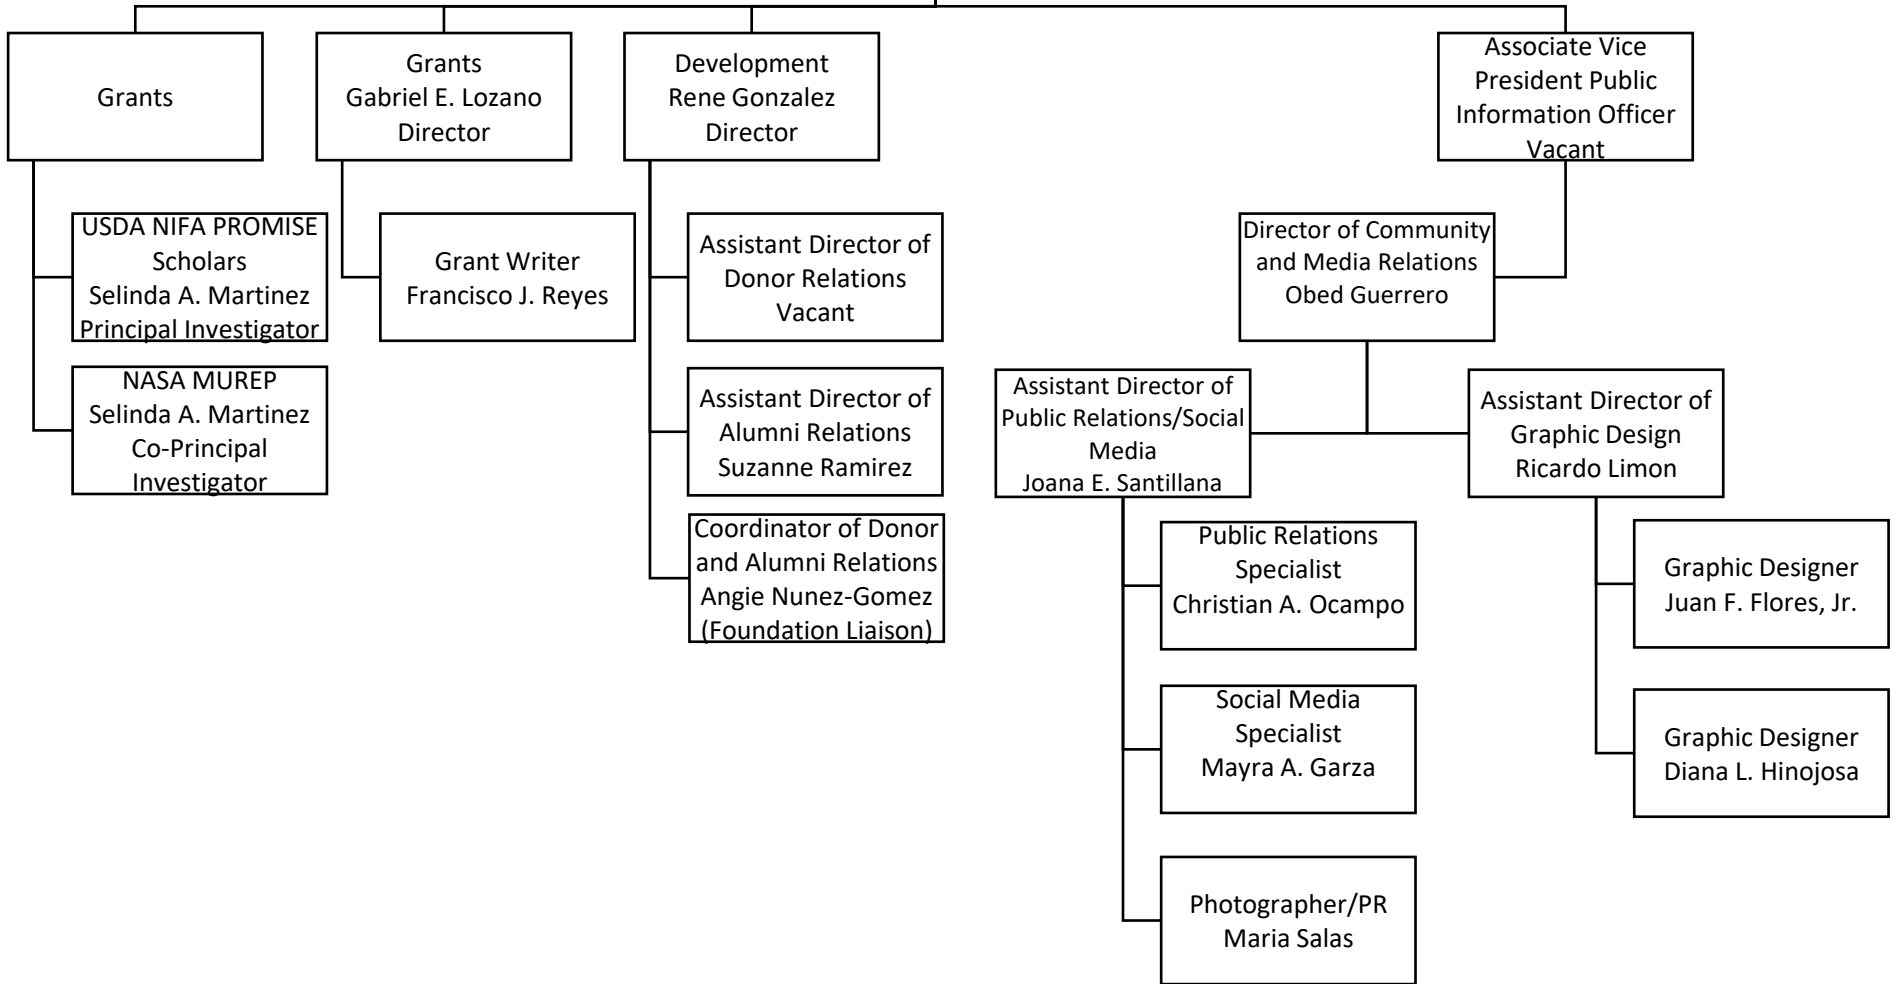 Grants
Grants
Gabriel E. Lozano
Director
Development
Rene Gonzalez
Director
Associate Vice
President Public
Information Officer
Vacant
USDA NIFA PROMISE
Scholars
Selinda A. Martinez
Principal Investigator
NASA MUREP
Selinda A. Martinez
Co-Principal
Investigator
Grant Writer
Francisco J. Reyes
Assistant Director of
Donor Relations
Vacant
Assistant Director of
Alumni Relations
Suzanne Ramirez
Coordinator of Donor
and Alumni Relations
Angie Nunez-Gomez
(Foundation Liaison)
Director of Community
and Media Relations
Obed Guerrero
Assistant Director of
Public Relations/Social
Media
Joana E. Santillana
Public Relations
Specialist
Christian A. Ocampo
Social Media
Specialist
Mayra A. Garza
Photographer/PR
Maria Salas
Assistant Director of
Graphic Design
Ricardo Limon
Graphic Designer
Juan F. Flores, Jr.
Graphic Designer
Diana L. Hinojosa